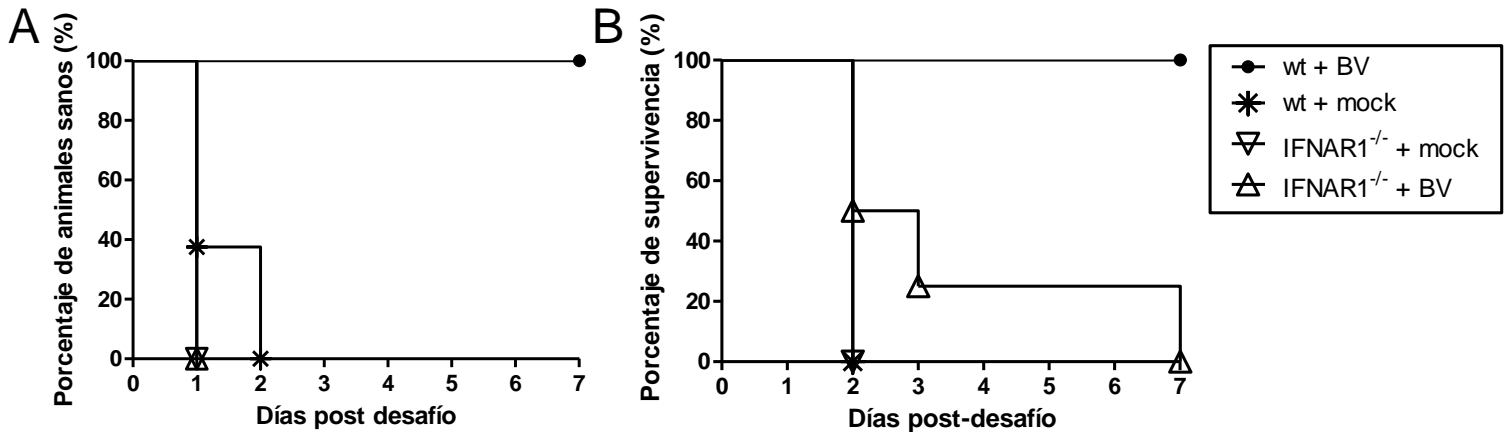 A
Porcentaje de animales sanos (%)
100
80
60
40
20
0
0 1 2 3 4 5 6 7
Días post desafío
B
Porcentaje de supervivencia (%)
100
80
60
40
20
0
0 1 2 3 4 5 6 7
Días post-desafío
wt + BV
wt + mock
IFNAR1-/- + mock
IFNAR1-/- + BV